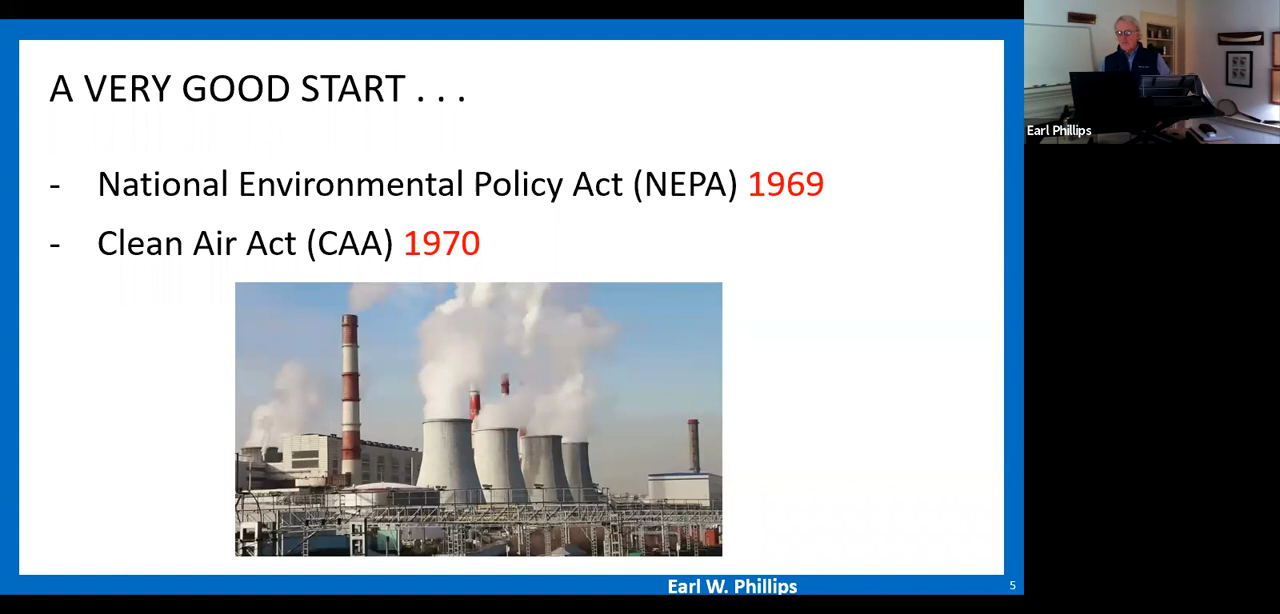 A VERY GOOD START . . .
- National Environmental Policy Act (NEPA) 1969
- Clean Air Act (CAA) 1970
Earl W. Phillips
5
Earl Phillips